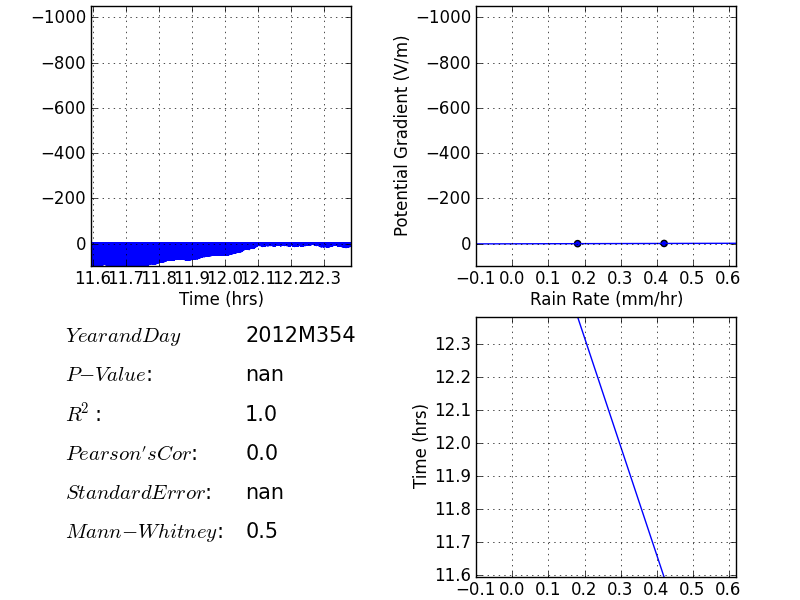 −1000
−800
−600
−400
−200
0
11.6 11.7 11.8 11.9 12.0 12.1 12.2 12.3
Time (hrs)
Potential Gradient (V/m)
−1000
−800
−600
−400
−200
0
−0.1 0.0 0.1 0.2 0.3 0.4 0.5 0.6
Rain Rate (mm/hr)
YearandDay 2012M354
P−Value: nan
R² : 1.0
Pearson'sCor: 0.0
StandardError: nan
Mann−Whitney: 0.5
Time (hrs)
12.3
12.2
12.1
12.0
11.9
11.8
11.7
11.6
−0.1 0.0 0.1 0.2 0.3 0.4 0.5 0.6